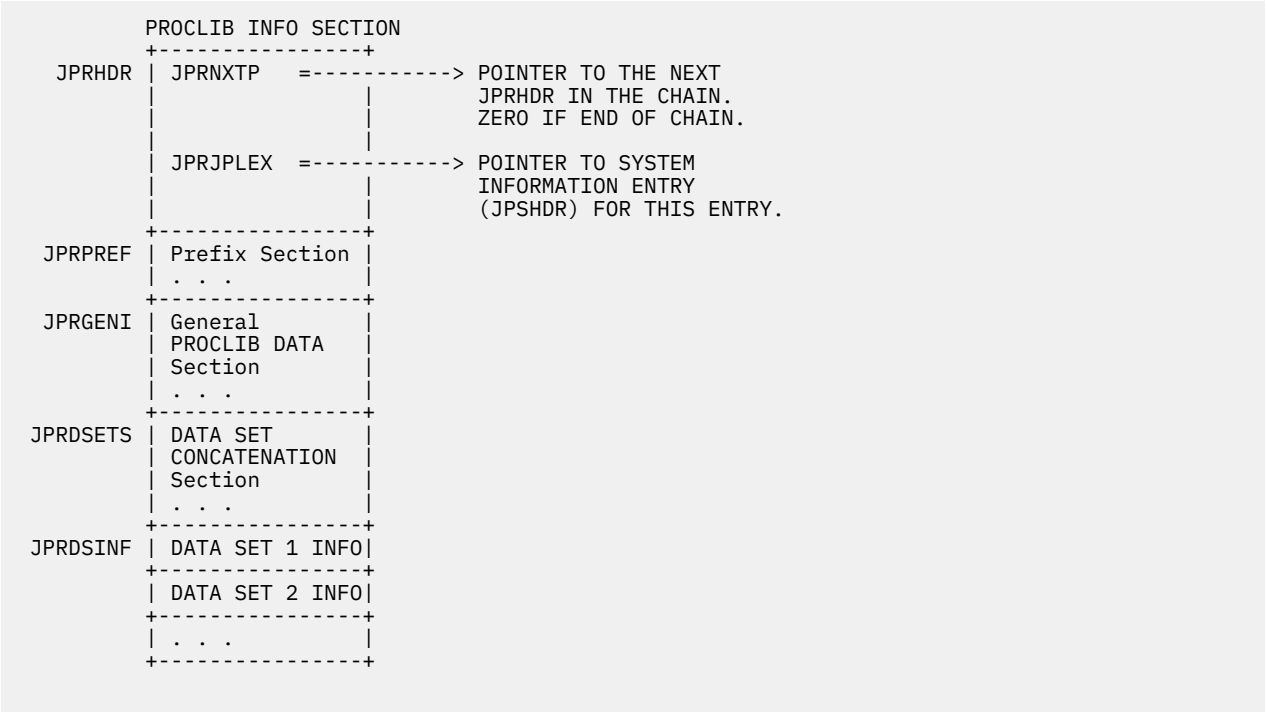 PROCLIB INFO SECTION
+----------------+
JPRHDR | JPRNXTP =-----------> POINTER TO THE NEXT
| | JPRHDR IN THE CHAIN.
| | ZERO IF END OF CHAIN.
| |
| JPRJPLEX =-----------> POINTER TO SYSTEM
| | INFORMATION ENTRY
| | (JPSHDR) FOR THIS ENTRY.
+----------------+
JPRPREF | Prefix Section |
| . . . |
+----------------+
JPRGENI | General |
| PROCLIB DATA |
| Section |
| . . . |
+----------------+
JPRDSETS | DATA SET |
| CONCATENATION |
| Section |
| . . . |
+----------------+
JPRDSINF | DATA SET 1 INFO|
+----------------+
| DATA SET 2 INFO|
+----------------+
| . . . |
+----------------+